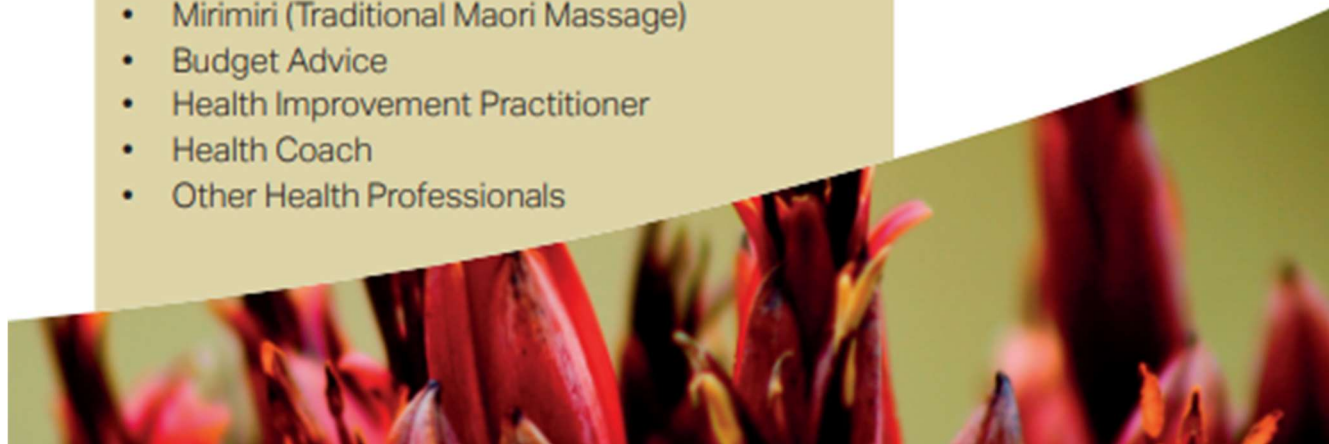 • Mirimiri (Traditional Maori Massage)
• Budget Advice
• Health Improvement Practitioner
• Health Coach
• Other Health Professionals